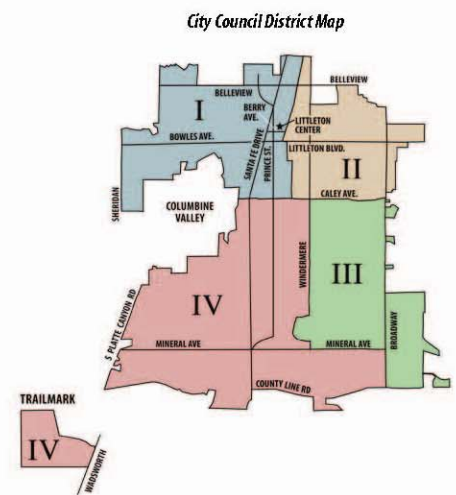 City Council District Map
BELLEVIEW
BELLEVIEW
I
BERRY
AVE.
LITTLETON
CENTER
BOWLES AVE.
LITTLETON BLVD.
SANTA FE DRIVE
PRINCE ST.
II
SHERIDAN
COLUMBINE
VALLEY
CALEY AVE.
WINDERMERE
III
IV
S PLATTE CANYON RD
BROADWAY
MINERAL AVE
MINERAL AVE
COUNTY LINE RD
TRAILMARK
IV
WADSWORTH